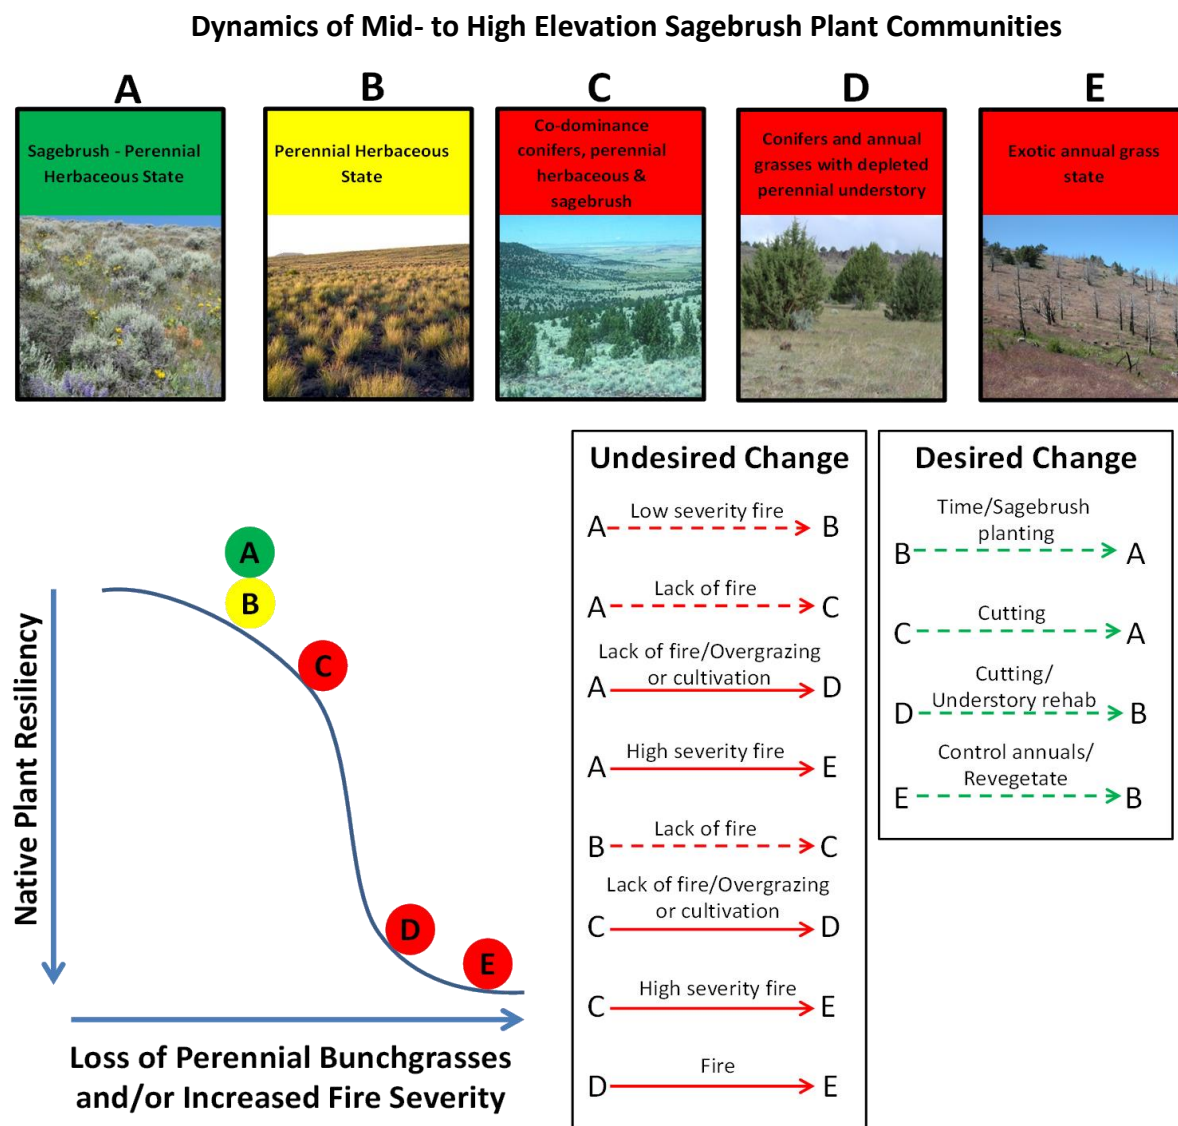 Dynamics of Mid- to High Elevation Sagebrush Plant Communities
A
B
C
D
E
Sagebrush - Perennial
Herbaceous State
Perennial Herbaceous
State
Co-dominance
conifers, perennial
herbaceous &
sagebrush
Conifers and annual
grasses with depleted
perennial understory
Exotic annual grass
state
Native Plant Resiliency
A
B
C
D
E
Loss of Perennial Bunchgrasses
and/or Increased Fire Severity
Undesired Change
A Low severity fire B
A Lack of fire C
Lack of fire/Overgrazing
or cultivation
A D
A High severity fire E
B Lack of fire C
Lack of fire/Overgrazing
or cultivation
C D
C High severity fire E
D Fire E
Desired Change
Time/Sagebrush
planting
B A
C Cutting A
Cutting/
Understory rehab
D B
Control annuals/
Revegetate
E B